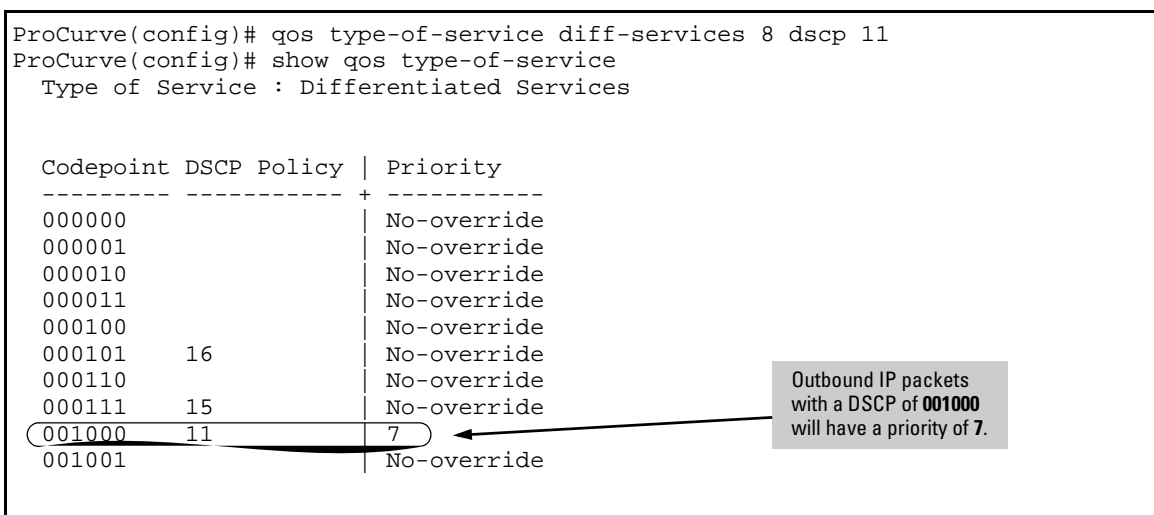 ProCurve(config)# qos type-of-service diff-services 8 dscp 11
ProCurve(config)# show qos type-of-service
Type of Service : Differentiated Services
Codepoint DSCP Policy | Priority
--------- ----------- + -----------
000000 | No-override
000001 | No-override
000010 | No-override
000011 | No-override
000100 | No-override
000101 16 | No-override
000110 | No-override
000111 15 | No-override
001000 11 | 7
001001 | No-override
Outbound IP packets
with a DSCP of 001000
will have a priority of 7.